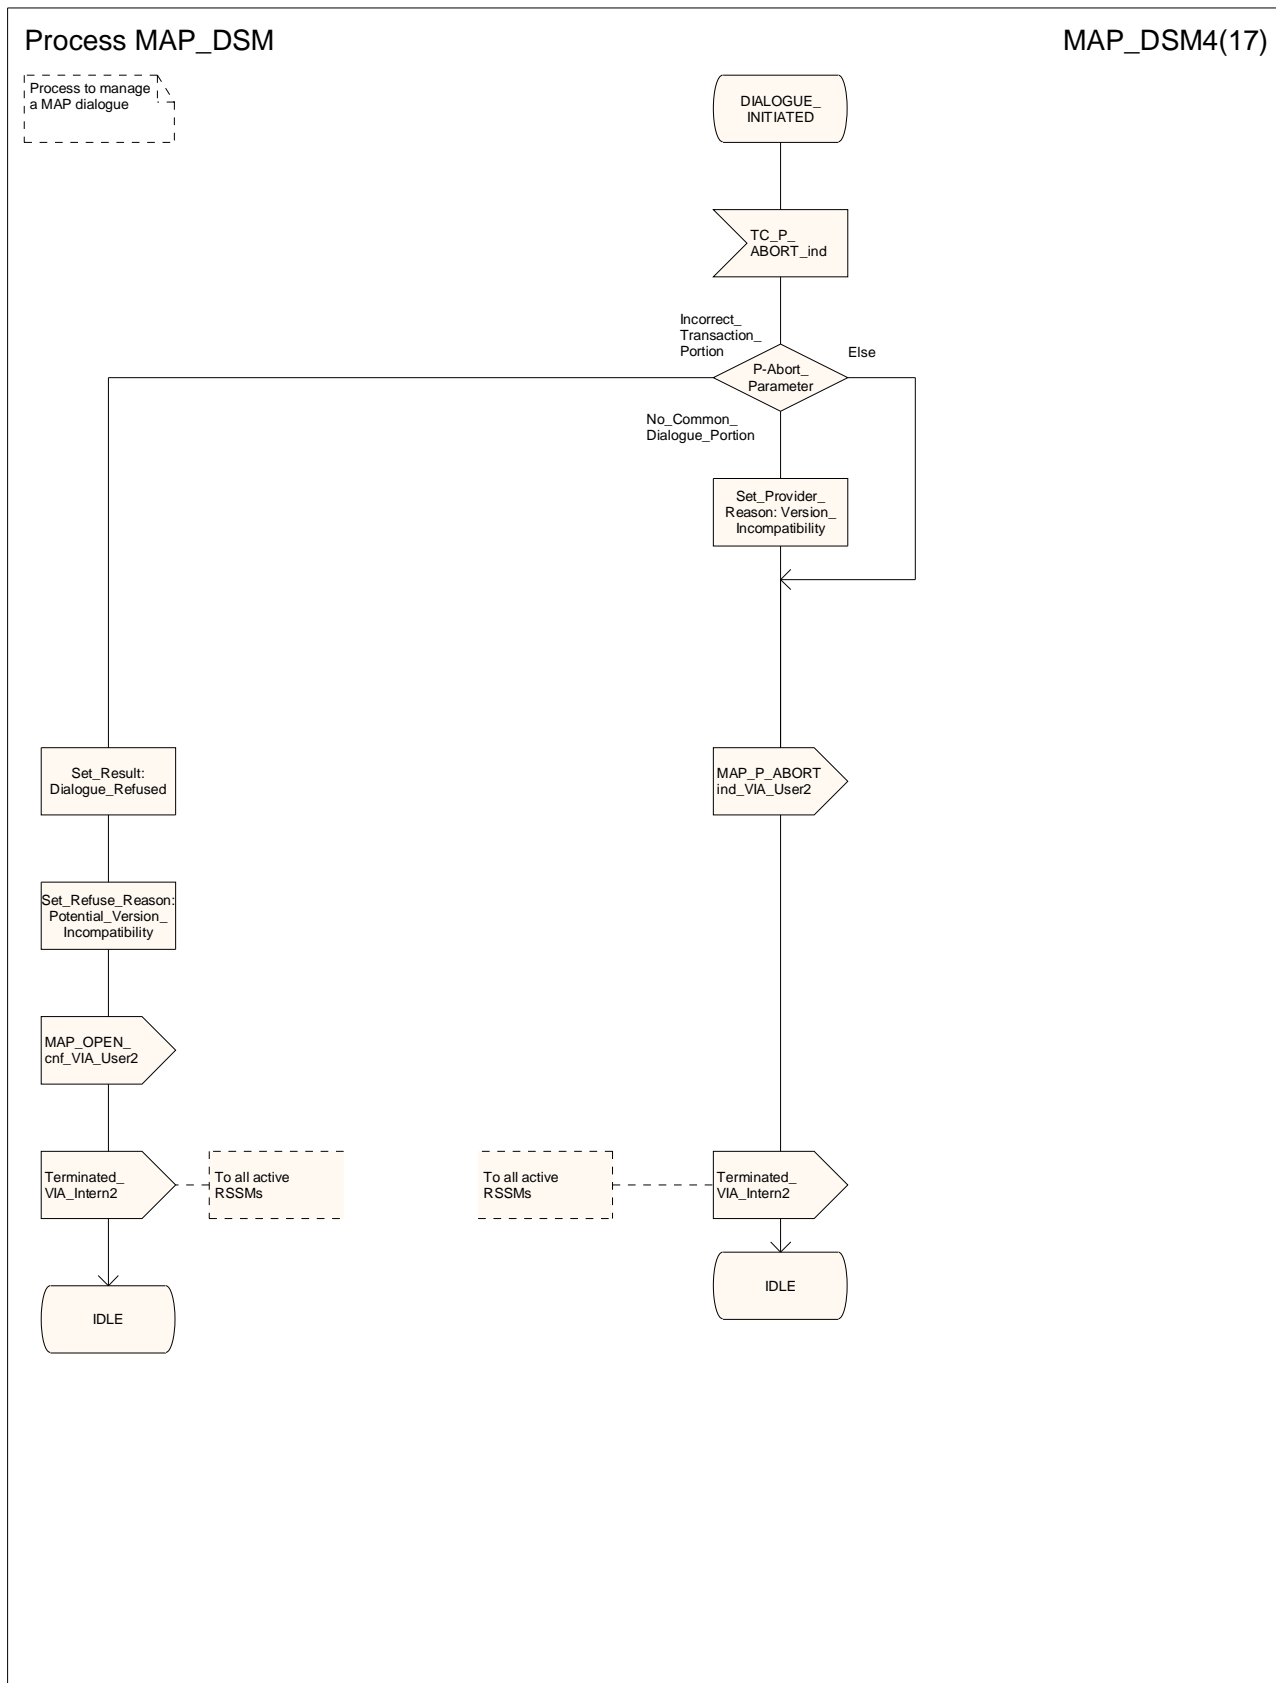 Process MAP_DSM
MAP_DSM4(17)
Process to manage
a MAP dialogue
DIALOGUE_
INITIATED
TC_P_
ABORT_ind
Incorrect_
Transaction_
Portion
Else
P-Abort_
Parameter
No_Common_
Dialogue_Portion
Set_Provider_
Reason: Version_
Incompatibility
Set_Result:
Dialogue_Refused
MAP_P_ABORT
ind_VIA_User2
Set_Refuse_Reason:
Potential_Version_
Incompatibility
MAP_OPEN_
cnf_VIA_User2
Terminated_
VIA_Intern2
To all active
RSSMs
To all active
RSSMs
Terminated_
VIA_Intern2
IDLE
IDLE